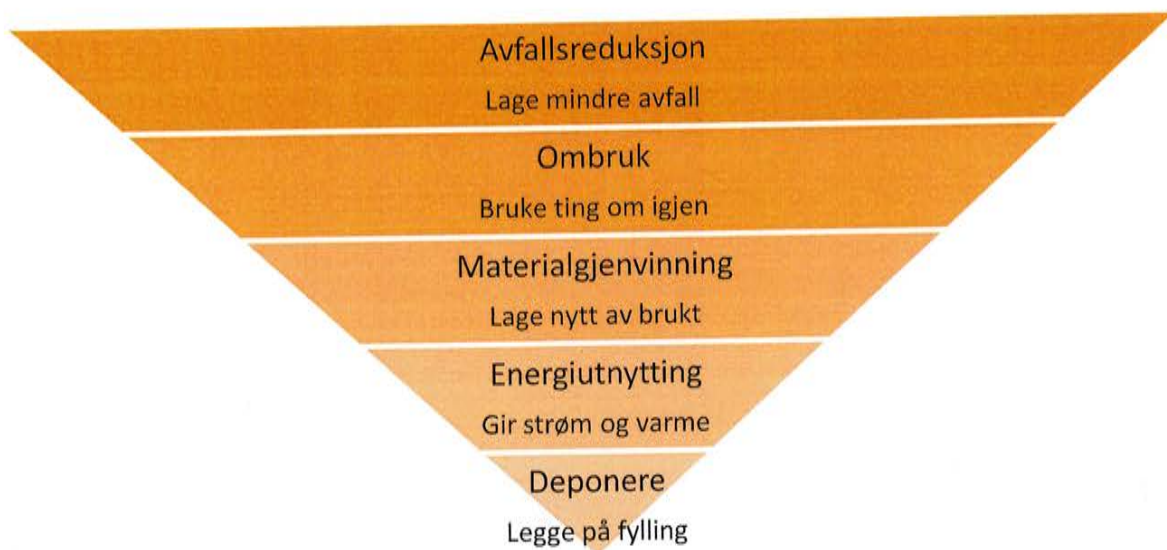 Avfallsreduksjon
Lage mindre avfall
Ombruk
Bruke ting om igjen
Materialgjenvinning
Lage nytt av brukt
Energiutnytting
Gir strøm og varme
Deponere
Legge på fylling